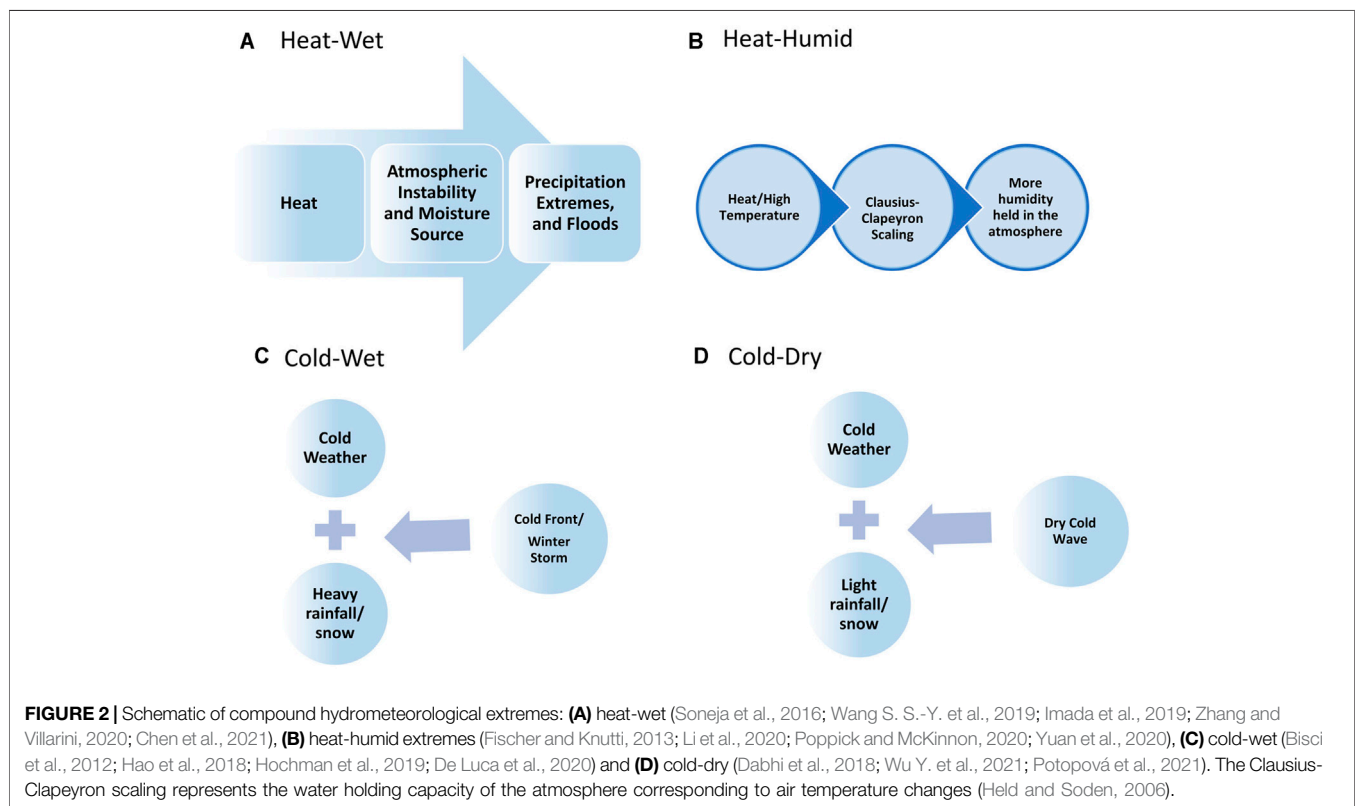 A Heat-Wet
Heat
Atmospheric
Instability
and Moisture
Source
Precipitation
Extremes,
and Floods
B Heat-Humid
Heat/High
Temperature
Clausius-
Clapeyron
Scaling
More
humidity
held in the
atmosphere
C Cold-Wet
Cold
Weather
Heavy
rainfall/
snow
Cold Front/
Winter
Storm
D Cold-Dry
Cold
Weather
Light
rainfall/
snow
Dry Cold
Wave
FIGURE 2 | Schematic of compound hydrometeorological extremes: (A) heat-wet (Soneja et al., 2016; Wang S. S.-Y. et al., 2019; Imada et al., 2019; Zhang and
Villarini, 2020; Chen et al., 2021), (B) heat-humid extremes (Fischer and Knutti, 2013; Li et al., 2020; Poppick and McKinnon, 2020; Yuan et al., 2020), (C) cold-wet (Bisci
et al., 2012; Hao et al., 2018; Hochman et al., 2019; De Luca et al., 2020) and (D) cold-dry (Dabhi et al., 2018; Wu Y. et al., 2021; Potopová et al., 2021). The Clausius-
Clapeyron scaling represents the water holding capacity of the atmosphere corresponding to air temperature changes (Held and Soden, 2006).